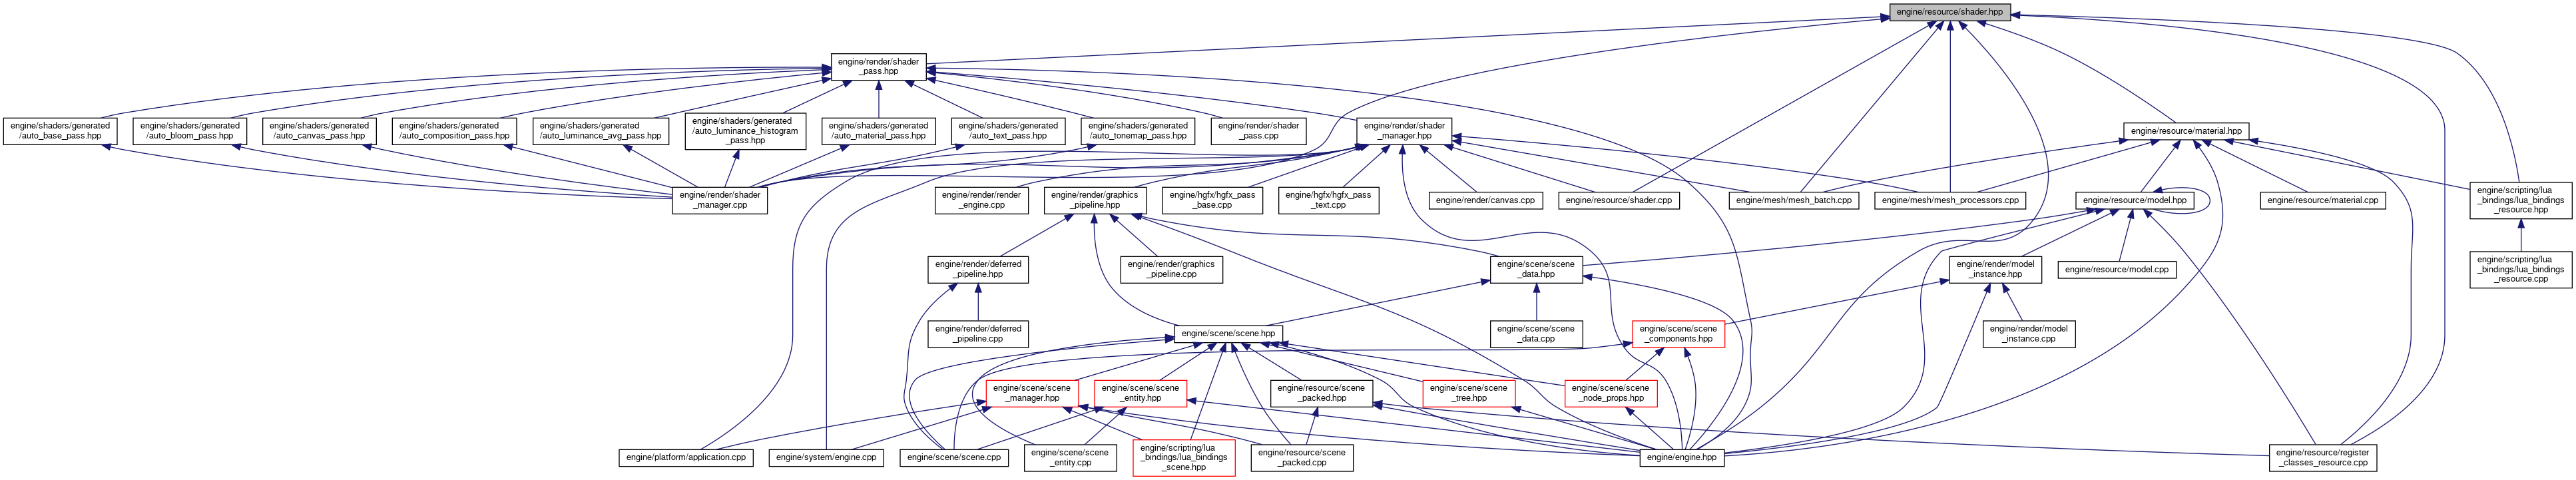 engine/resource/shader.hpp
engine/render/shader
_pass.hpp
engine/shaders/generated
/auto_base_pass.hpp
engine/shaders/generated
/auto_bloom_pass.hpp
engine/shaders/generated
/auto_canvas_pass.hpp
engine/shaders/generated
/auto_composition_pass.hpp
engine/shaders/generated
/auto_luminance_avg_pass.hpp
engine/shaders/generated
/auto_luminance_histogram
_pass.hpp
engine/shaders/generated
/auto_material_pass.hpp
engine/shaders/generated
/auto_text_pass.hpp
engine/shaders/generated
/auto_tonemap_pass.hpp
engine/render/shader
_pass.cpp
engine/render/shader
_manager.hpp
engine/resource/material.hpp
engine/render/shader
_manager.cpp
engine/render/render
_engine.cpp
engine/render/graphics
_pipeline.hpp
engine/hgfx/hgfx_pass
_base.cpp
engine/hgfx/hgfx_pass
_text.cpp
engine/render/canvas.cpp
engine/resource/shader.cpp
engine/mesh/mesh_batch.cpp
engine/mesh/mesh_processors.cpp
engine/resource/model.hpp
engine/resource/material.cpp
engine/scripting/lua
_bindings/lua_bindings
_resource.hpp
engine/render/deferred
_pipeline.hpp
engine/render/graphics
_pipeline.cpp
engine/scene/scene
_data.hpp
engine/render/model
_instance.hpp
engine/resource/model.cpp
engine/scripting/lua
_bindings/lua_bindings
_resource.cpp
engine/render/deferred
_pipeline.cpp
engine/scene/scene.hpp
engine/scene/scene
_data.cpp
engine/scene/scene
_components.hpp
engine/render/model
_instance.cpp
engine/scene/scene
_manager.hpp
engine/scene/scene
_entity.hpp
engine/resource/scene
_packed.hpp
engine/scene/scene
_tree.hpp
engine/scene/scene
_node_props.hpp
engine/platform/application.cpp
engine/system/engine.cpp
engine/scene/scene.cpp
engine/scene/scene
_entity.cpp
engine/scripting/lua
_bindings/lua_bindings
_scene.hpp
engine/resource/scene
_packed.cpp
engine/engine.hpp
engine/resource/register
_classes_resource.cpp